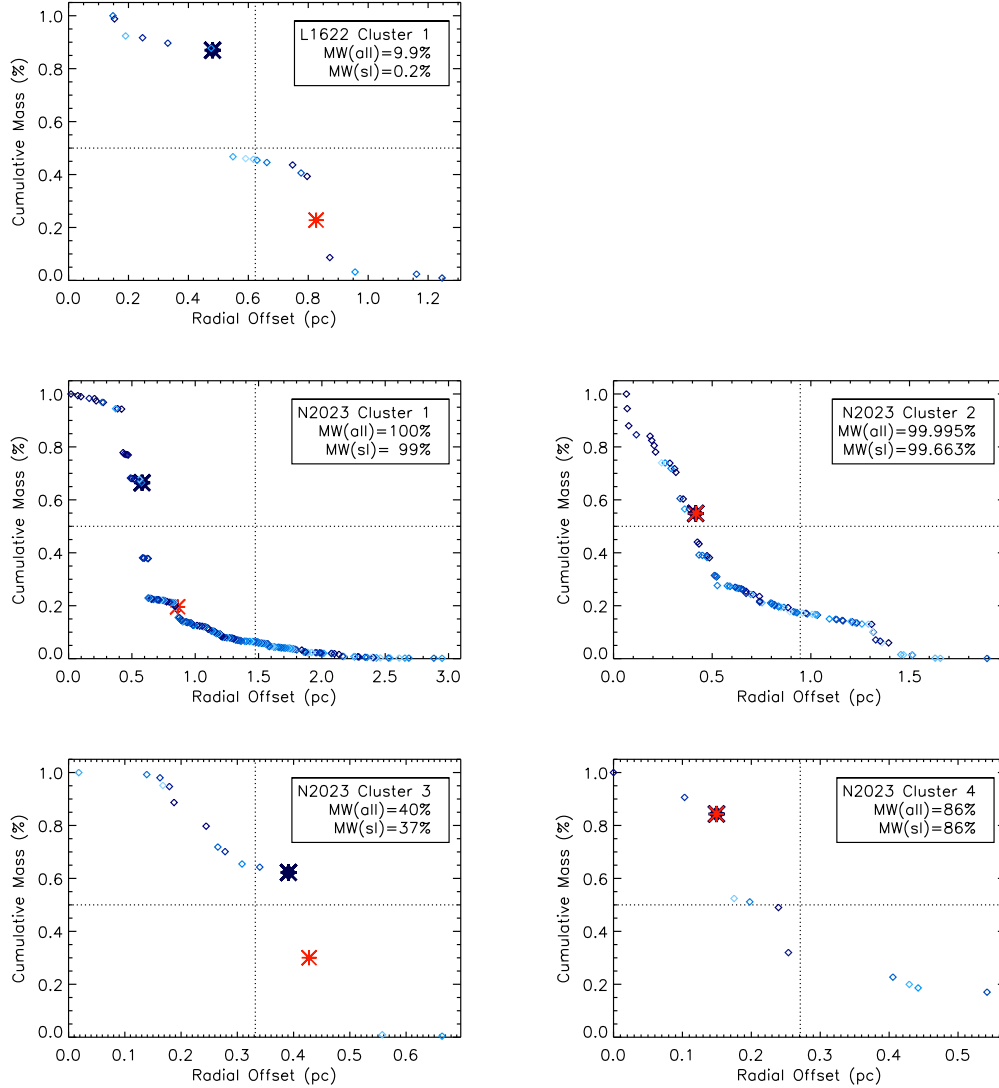 L1622 Cluster 1
MW(all)=9.9%
MW(sl)=0.2%
Cumulative Mass (%)
1.0
0.8
0.6
0.4
0.2
0.0
0.0 0.2 0.4 0.6 0.8 1.0 1.2
Radial Offset (pc)
N2023 Cluster 1
MW(all)=100%
MW(sl)= 99%
Cumulative Mass (%)
1.0
0.8
0.6
0.4
0.2
0.0
0.0 0.5 1.0 1.5 2.0 2.5 3.0
Radial Offset (pc)
N2023 Cluster 2
MW(all)=99.995%
MW(sl)=99.663%
Cumulative Mass (%)
1.0
0.8
0.6
0.4
0.2
0.0
0.0 0.5 1.0 1.5
Radial Offset (pc)
N2023 Cluster 3
MW(all)=40%
MW(sl)=37%
Cumulative Mass (%)
1.0
0.8
0.6
0.4
0.2
0.0
0.0 0.1 0.2 0.3 0.4 0.5 0.6
Radial Offset (pc)
N2023 Cluster 4
MW(all)=86%
MW(sl)=86%
Cumulative Mass (%)
1.0
0.8
0.6
0.4
0.2
0.0
0.0 0.1 0.2 0.3 0.4 0.5
Radial Offset (pc)